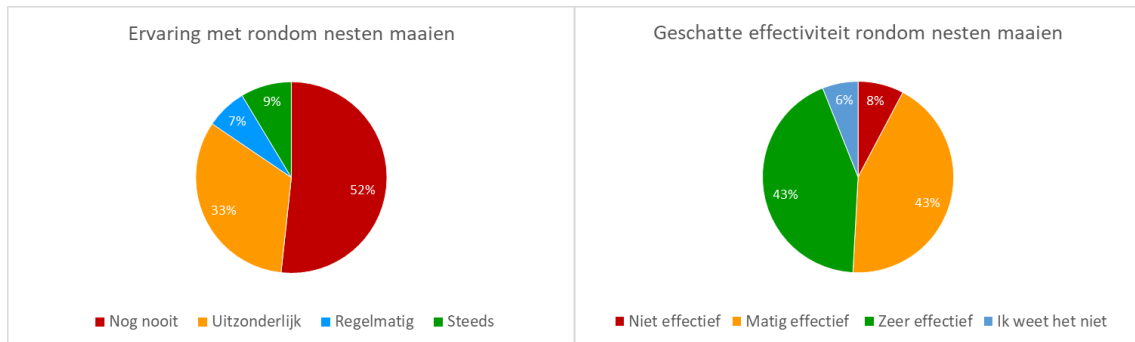 Ervaring met rondom nesten maaien
9%
7%
33%
52%
Nog nooit
Uitzonderlijk
Regelmatig
Steeds
Geschatte effectiviteit rondom nesten maaien
6%
8%
43%
43%
Niet effectief
Matig effectief
Zeer effectief
Ik weet het niet